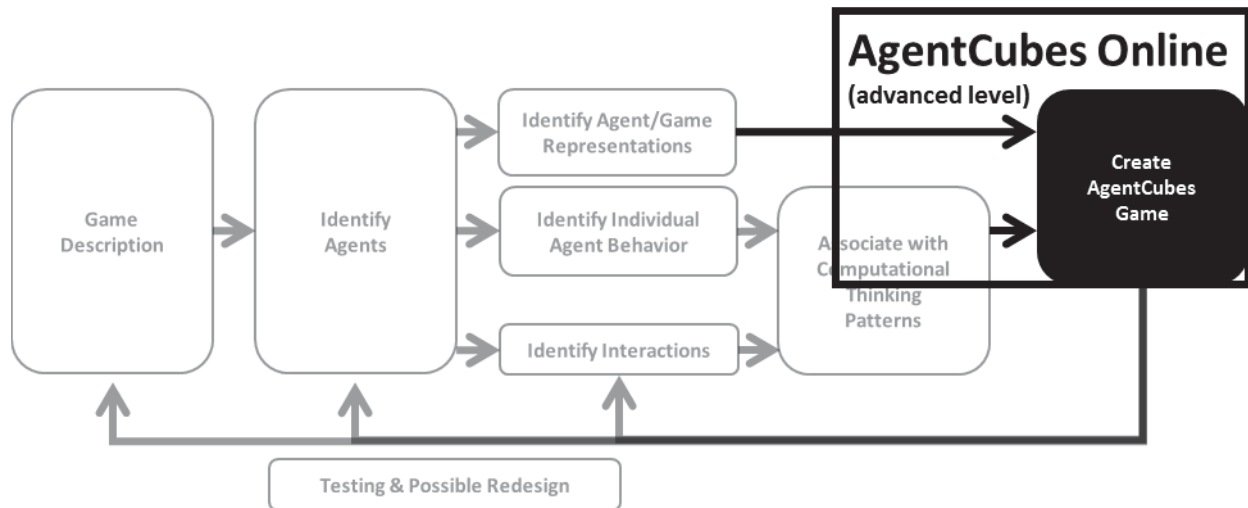 AgentCubes Online
(advanced level)
Identify Agent/Game
Representations
Create
AgentCubes
Game
Game
Description
Identify
Agents
Identify Individual
Agent Behavior
Associate with
Computational
Thinking
Patterns
Identify Interactions
Testing & Possible Redesign